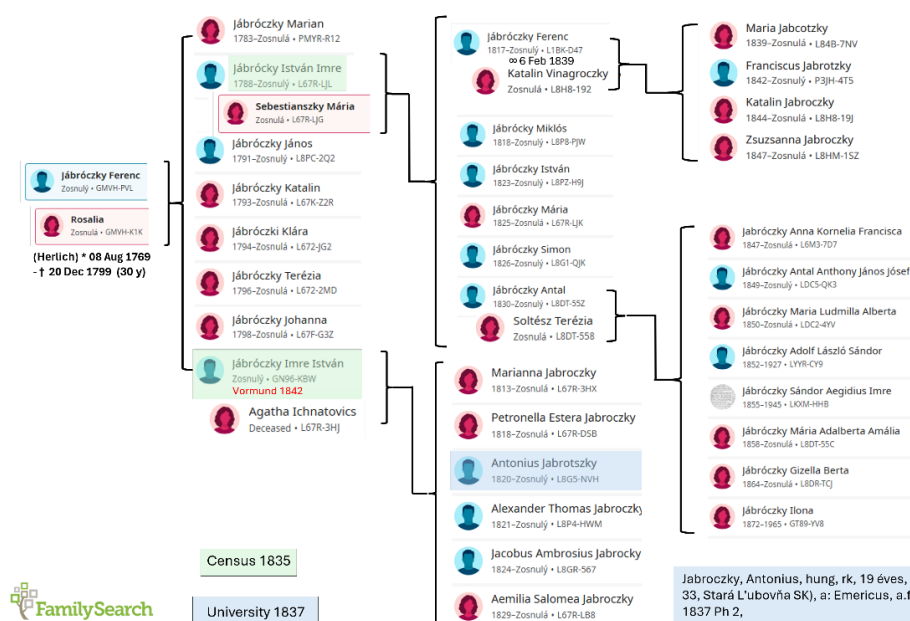 Jábróczky Ferenc
Zosnulý • GMVH-PVL
Rosalia
Zosnulá • GMVH-K1K
(Herlich) * 08 Aug 1769
- † 20 Dec 1799 (30 y)
Jábróczky Marian
1783–Zosnulá • PMYR-R12
Jábrócky István Imre
1788–Zosnulý • L67R-LJL
Sebestianszky Mária
Zosnulá • L67R-LJG
Jábróczky János
1791–Zosnulý • L8PC-2Q2
Jábróczky Katalin
1793–Zosnulá • L67K-Z2R
Jábróczki Klára
1794–Zosnulá • L672-JG2
Jábróczky Terézia
1796–Zosnulá • L672-2MD
Jábróczky Johanna
1798–Zosnulá • L67F-G3Z
Jábróczky Imre István
Zosnulý • GN96-KBW
Vormund 1842
Agatha Ichnatovics
Deceased • L67R-3HJ
Jábróczky Ferenc
1817–Zosnulý • L1BK-D47
∞ 6 Feb 1839
Katalin Vinagroczky
Zosnulá • L8H8-192
Jábrócky Miklós
1818–Zosnulý • L8P8-PJW
Jábróczky István
1823–Zosnulý • L8PZ-H9J
Jábróczky Mária
1825–Zosnulá • L67R-LJK
Jábróczky Simon
1826–Zosnulý • L8G1-QJK
Jábróczky Antal
1830–Zosnulý • L8DT-55Z
Soltész Terézia
Zosnulá • L8DT-558
Marianna Jabroczky
1813–Zosnulá • L67R-3HX
Petronella Estera Jabroczky
1818–Zosnulá • L67R-DSB
Antonius Jabrotszky
1820–Zosnulý • L8G5-NVH
Alexander Thomas Jabroczky
1821–Zosnulý • L8P4-HWM
Jacobus Ambrosius Jabrocky
1824–Zosnulý • L8GR-567
Aemilia Salomea Jabroczky
1829–Zosnulá • L67R-LB8
Maria Jabcotzky
1839–Zosnulá • L84B-7NV
Franciscus Jabrotzky
1842–Zosnulý • P3JH-4T5
Katalin Jabroczky
1844–Zosnulá • L8H8-19J
Zsuzsanna Jabroczky
1847–Zosnulá • L8HM-1SZ
Jábróczky Anna Kornelia Francisca
1847–Zosnulá • L6M3-7D7
Jábróczky Antal Anthony János József
1849–Zosnulý • LDC5-QK3
Jábróczky Maria Ludmilla Alberta
1850–Zosnulá • LDC2-4YV
Jábróczky Adolf László Sándor
1852–1927 • LYYR-CY9
Jábróczky Sándor Aegidius Imre
1855–1945 • LKXM-HHB
Jábróczky Mária Adalberta Amália
1858–Zosnulá • L8DT-55C
Jábróczky Gizella Berta
1864–Zosnulá • L8DR-TCJ
Jábróczky Ilona
1872–1965 • GT89-YV8
Census 1835
University 1837
FamilySearch
Jabroczky, Antonius, hung, rk, 19 éves,
33, Stará L'ubovňa SK), a: Emericus, a.f
1837 Ph 2,